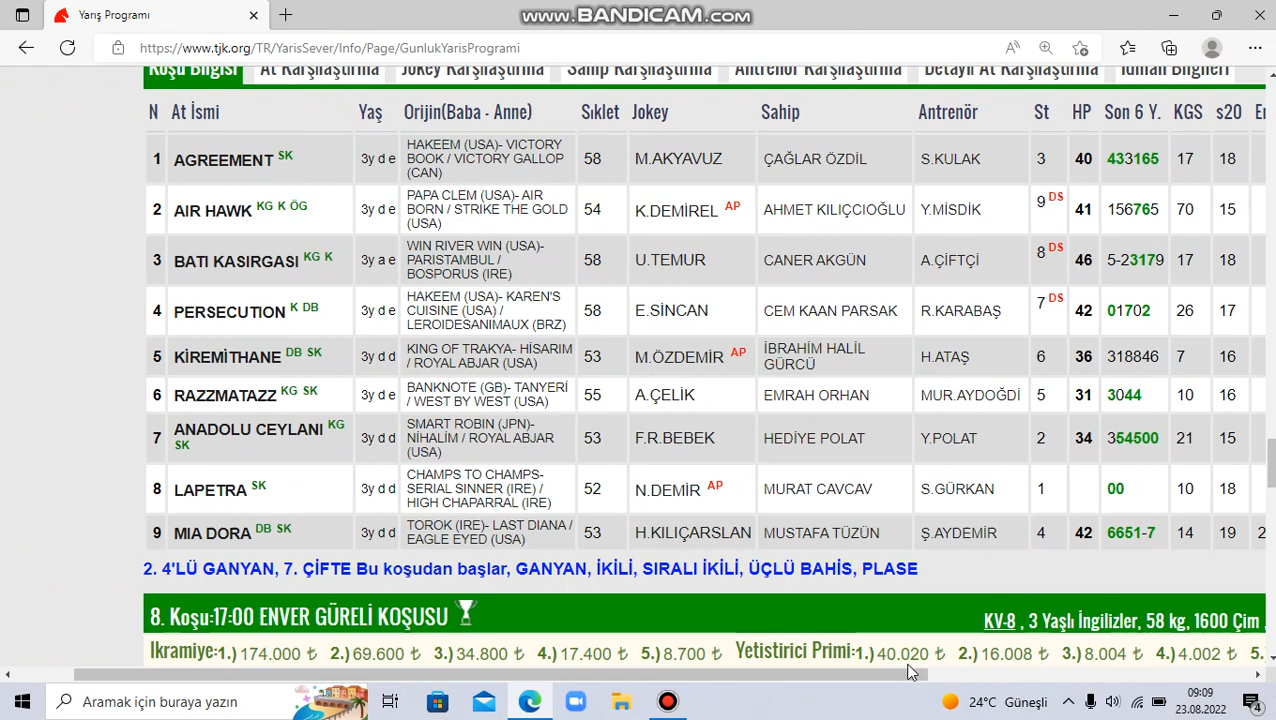 Yarış Programı
www.BANDICAM.com
https://www.tjk.org/TR/YarisSever/Info/Page/GunlukYarisProgrami
Koşu Bilgisi At Karşılaştırma Jokey Karşılaştırma Sahip Karşılaştırma Antrenör Karşılaştırma Detaylı At Karşılaştırma İdman Bilgileri
N At İsmi Yaş Orijin(Baba - Anne) Sıklet Jokey Sahip Antrenör St HP Son 6 Y. KGS s20 En
1 AGREEMENT SK 3y d e HAKEEM (USA)- VICTORY BOOK / VICTORY GALLOP (CAN) 58 M.AKYAVUZ ÇAĞLAR ÖZDİL S.KULAK 3 40 433165 17 18
2 AIR HAWK KG K ÖG 3y d e PAPA CLEM (USA)- AIR BORN / STRIKE THE GOLD (USA) 54 K.DEMİREL AP AHMET KILIÇCIOĞLU Y.MİSDİK 9 DS 41 156765 70 15
3 BATI KASIRGASI KG K 3y a e WIN RIVER WIN (USA)- PARISTAMBUL / BOSPORUS (IRE) 58 U.TEMUR CANER AKGÜN A.ÇİFTÇİ 8 DS 46 5-23179 17 18
4 PERSECUTION K DB 3y d e HAKEEM (USA)- KAREN'S CUISINE (USA) / LEROIDESANIMAUX (BRZ) 58 E.SİNCAN CEM KAAN PARSAK R.KARABAŞ 7 DS 42 01702 26 17
5 KİREMİTHANE DB SK 3y d d KING OF TRAKYA- HİSARIM / ROYAL ABJAR (USA) 53 M.ÖZDEMİR AP İBRAHİM HALİL GÜRCÜ H.ATAŞ 6 36 318846 7 16
6 RAZZMATAZZ KG SK 3y d e BANKNOTE (GB)- TANYERİ / WEST BY WEST (USA) 55 A.ÇELİK EMRAH ORHAN MUR.AYDOĞDİ 5 31 3044 10 16
7 ANADOLU CEYLANI KG SK 3y d d SMART ROBIN (JPN)- NİHALİM / ROYAL ABJAR (USA) 53 F.R.BEBEK HEDİYE POLAT Y.POLAT 2 34 354500 21 15
8 LAPETRA SK 3y d d CHAMPS TO CHAMPS- SERIAL SINNER (IRE) / HIGH CHAPARRAL (IRE) 52 N.DEMİR AP MURAT CAVCAV S.GÜRKAN 1 00 10 18
9 MIA DORA DB SK 3y d d TOROK (IRE)- LAST DIANA / EAGLE EYED (USA) 53 H.KILIÇARSLAN MUSTAFA TÜZÜN Ş.AYDEMİR 4 42 6651-7 14 19 2
2. 4'LÜ GANYAN, 7. ÇİFTE Bu koşudan başlar, GANYAN, İKİLİ, SIRALI İKİLİ, ÜÇLÜ BAHİS, PLASE
8. Koşu:17:00 ENVER GÜRELİ KOŞUSU KV-8 , 3 Yaşlı İngilizler, 58 kg, 1600 Çim ,
Ikramiye:1.) 174.000 ₺ 2.) 69.600 ₺ 3.) 34.800 ₺ 4.) 17.400 ₺ 5.) 8.700 ₺ Yetistirici Primi:1.) 40.020 ₺ 2.) 16.008 ₺ 3.) 8.004 ₺ 4.) 4.002 ₺ 5.
Aramak için buraya yazın 24°C Güneşli 09:09
23.08.2022 4